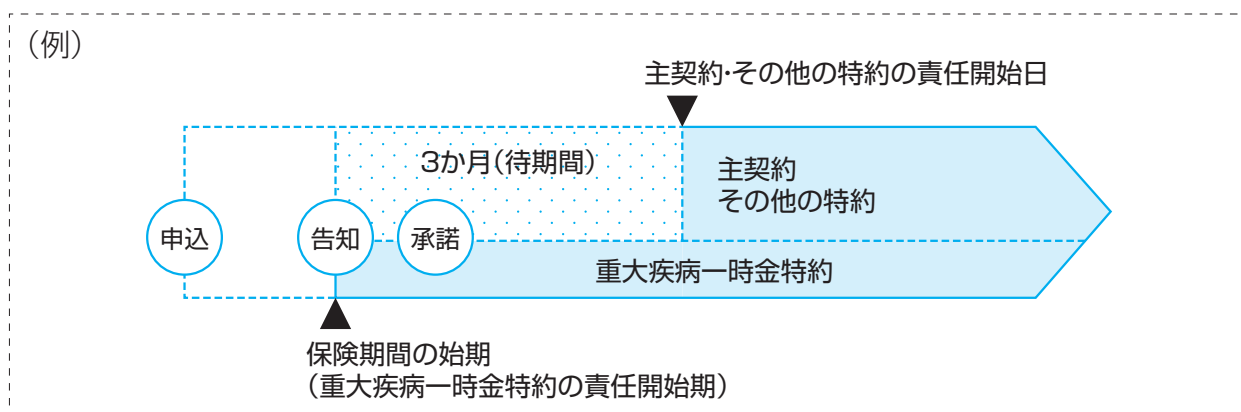 (例)
主契約・その他の特約の責任開始日
3か月(待期間)
主契約
その他の特約
申込
告知
承諾
重大疾病一時金特約
保険期間の始期
(重大疾病一時金特約の責任開始期)